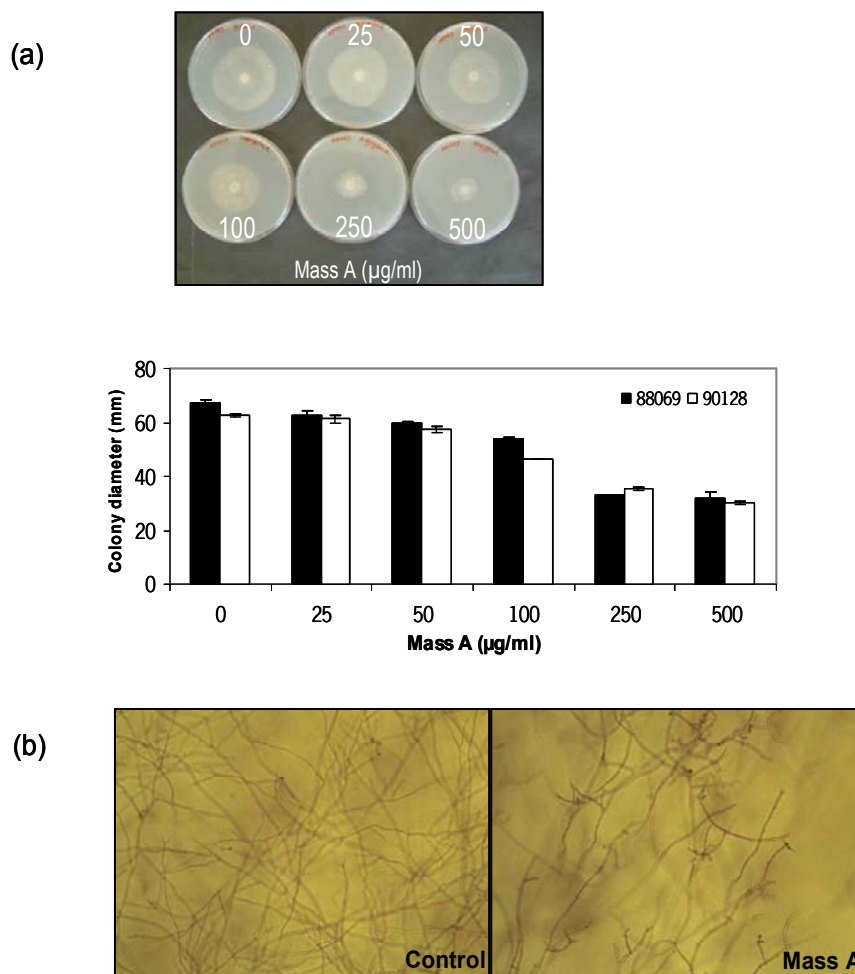 (a)
0 25 50
100 250 500
Mass A (µg/ml)
80
60
40
20
0
Colony diameter (mm)
88069 90128
0 25 50 100 250 500
Mass A (µg/ml)
(b)
Control
Mass A